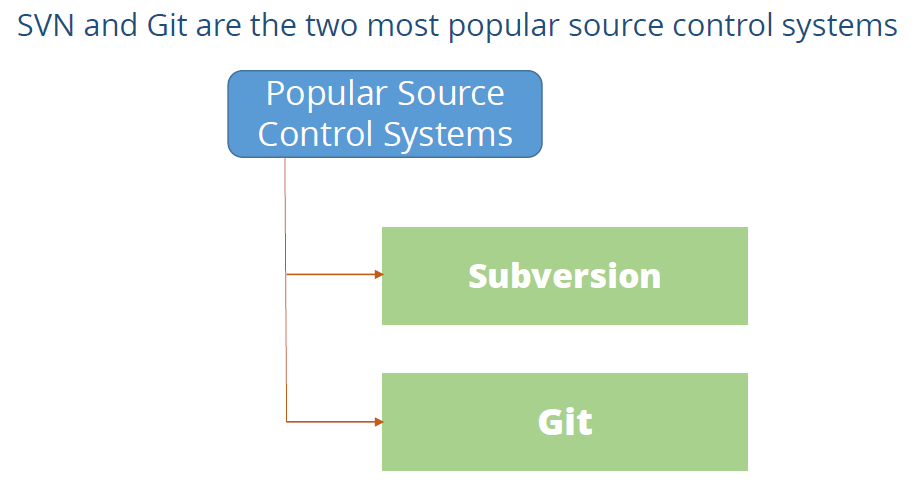 SVN and Git are the two most popular source control systems
Popular Source
Control Systems
Subversion
Git